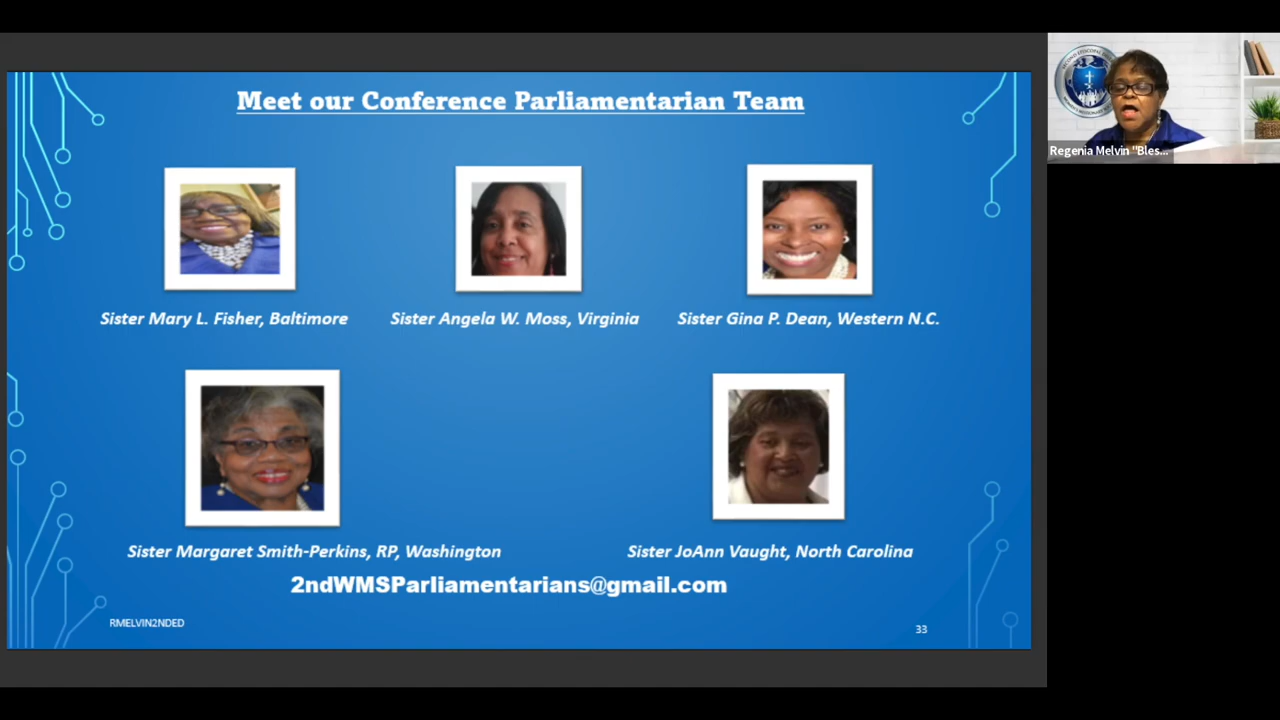 Meet our Conference Parliamentarian Team
Regenia Melvin "Bles...
Sister Mary L. Fisher, Baltimore
Sister Angela W. Moss, Virginia
Sister Gina P. Dean, Western N.C.
Sister Margaret Smith-Perkins, RP, Washington
Sister JoAnn Vaught, North Carolina
2ndWMSParliamentarians@gmail.com
RMELVIN2NDED
33